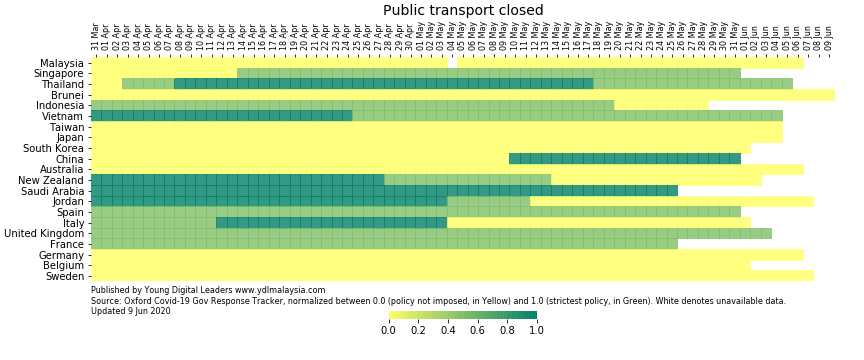 Public transport closed
31 Mar
01 Apr
02 Apr
03 Apr
04 Apr
05 Apr
06 Apr
07 Apr
08 Apr
09 Apr
10 Apr
11 Apr
12 Apr
13 Apr
14 Apr
15 Apr
16 Apr
17 Apr
18 Apr
19 Apr
20 Apr
21 Apr
22 Apr
23 Apr
24 Apr
25 Apr
26 Apr
27 Apr
28 Apr
29 Apr
30 Apr
01 May
02 May
03 May
04 May
05 May
06 May
07 May
08 May
09 May
10 May
11 May
12 May
13 May
14 May
15 May
16 May
17 May
18 May
19 May
20 May
21 May
22 May
23 May
24 May
25 May
26 May
27 May
28 May
29 May
30 May
31 May
01 Jun
02 Jun
03 Jun
04 Jun
05 Jun
06 Jun
07 Jun
08 Jun
09 Jun
Malaysia
Singapore
Thailand
Brunei
Indonesia
Vietnam
Taiwan
Japan
South Korea
China
Australia
New Zealand
Saudi Arabia
Jordan
Spain
Italy
United Kingdom
France
Germany
Belgium
Sweden
Published by Young Digital Leaders www.ydlmalaysia.com
Source: Oxford Covid-19 Gov Response Tracker, normalized between 0.0 (policy not imposed, in Yellow) and 1.0 (strictest policy, in Green). White denotes unavailable data.
Updated 9 Jun 2020
0.0 0.2 0.4 0.6 0.8 1.0